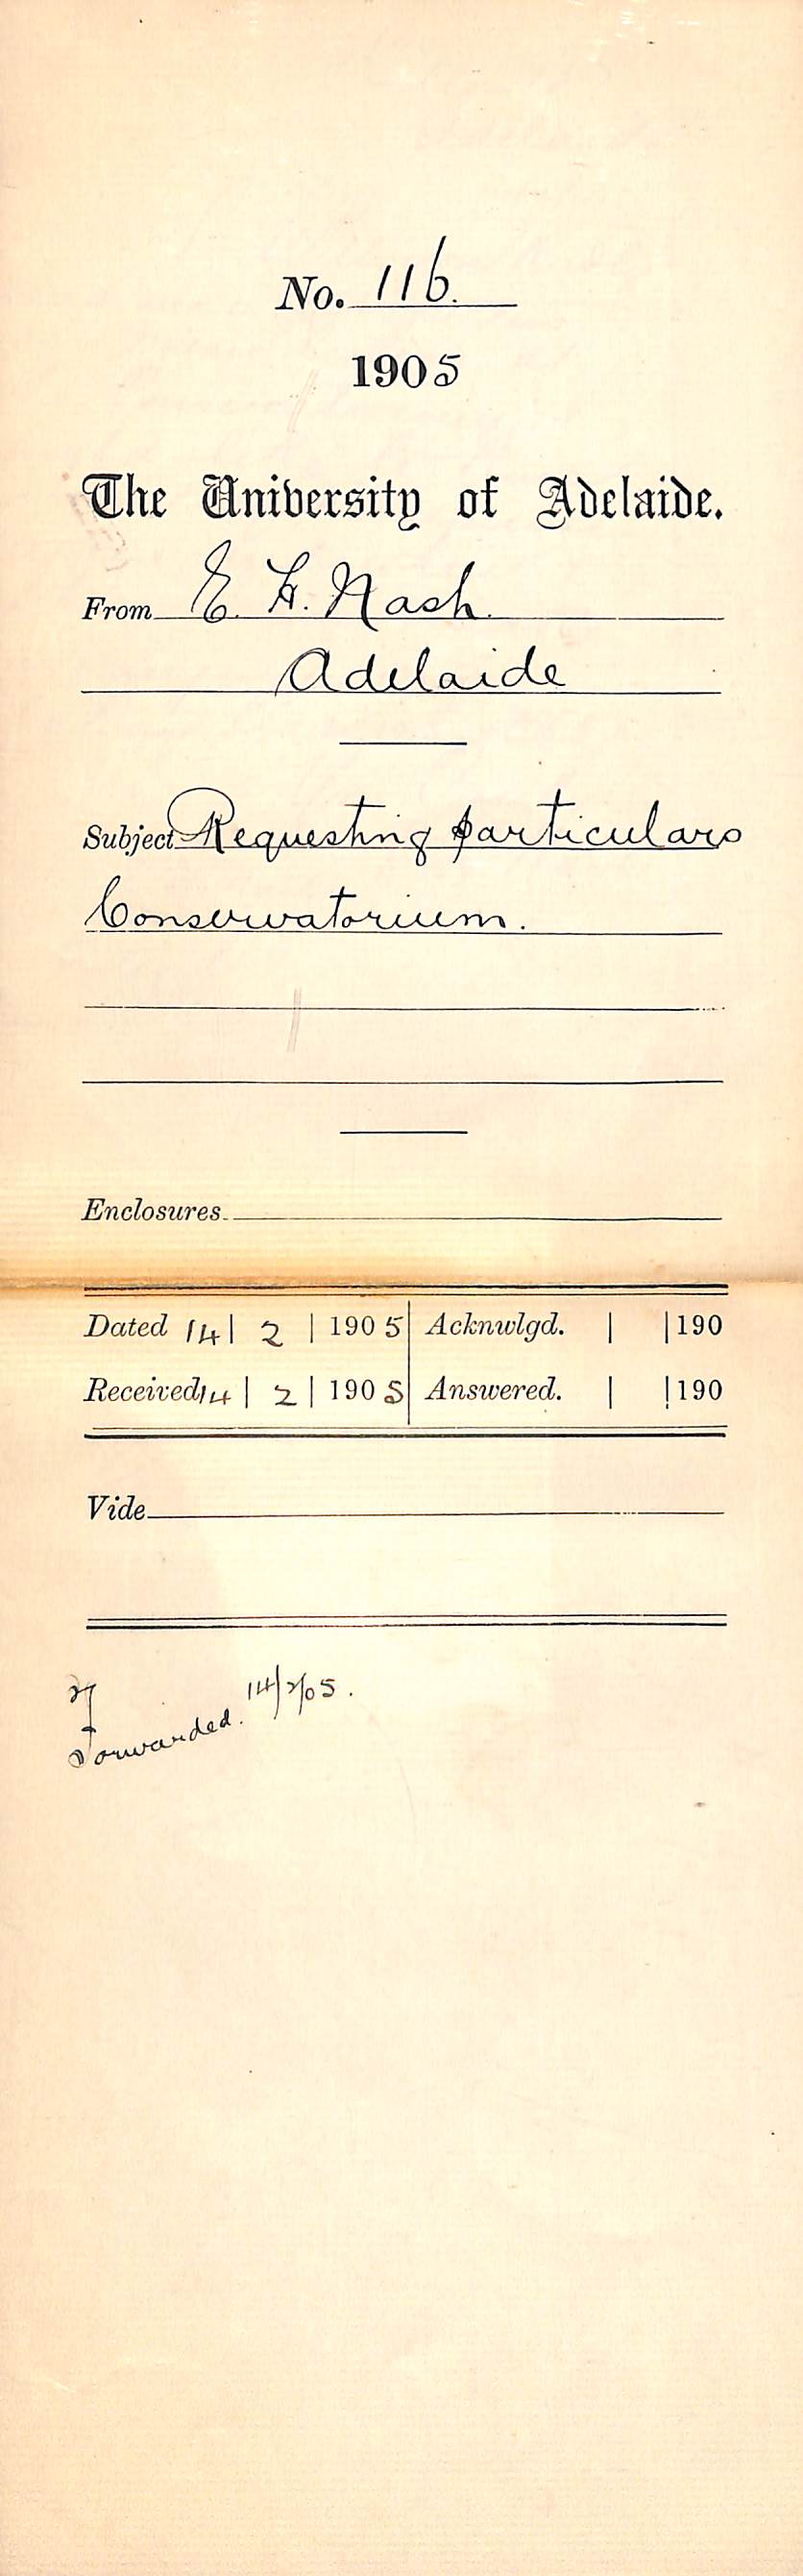 No. 116.
1905
The University of Adelaide.
From E. H. Nash.
Adelaide
Subject Requesting particulars
Conservatorium.
Enclosures
Dated 14 | 2 | 1905 Acknwlgd. | | 190
Received 14 | 2 | 1905 Answered. | | 190
Vide
Forwarded. 14/2/05.